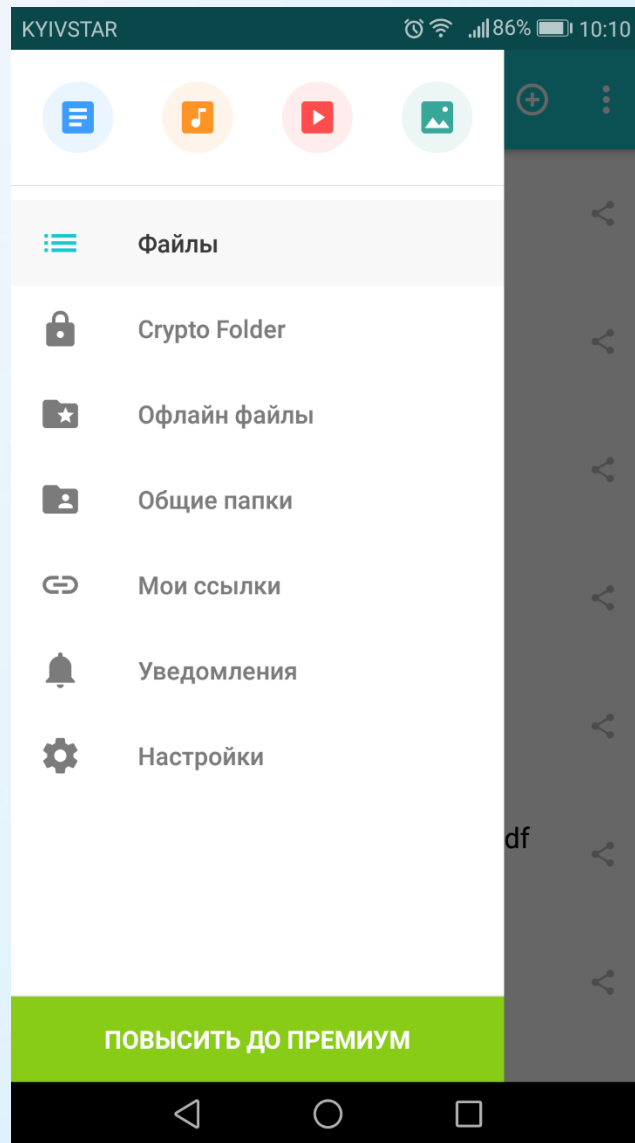 KYIVSTAR 86% 10:10
Файлы
Crypto Folder
Офлайн файлы
Общие папки
Мои ссылки
Уведомления
Настройки
df
ПОВЫСИТЬ ДО ПРЕМИУМ